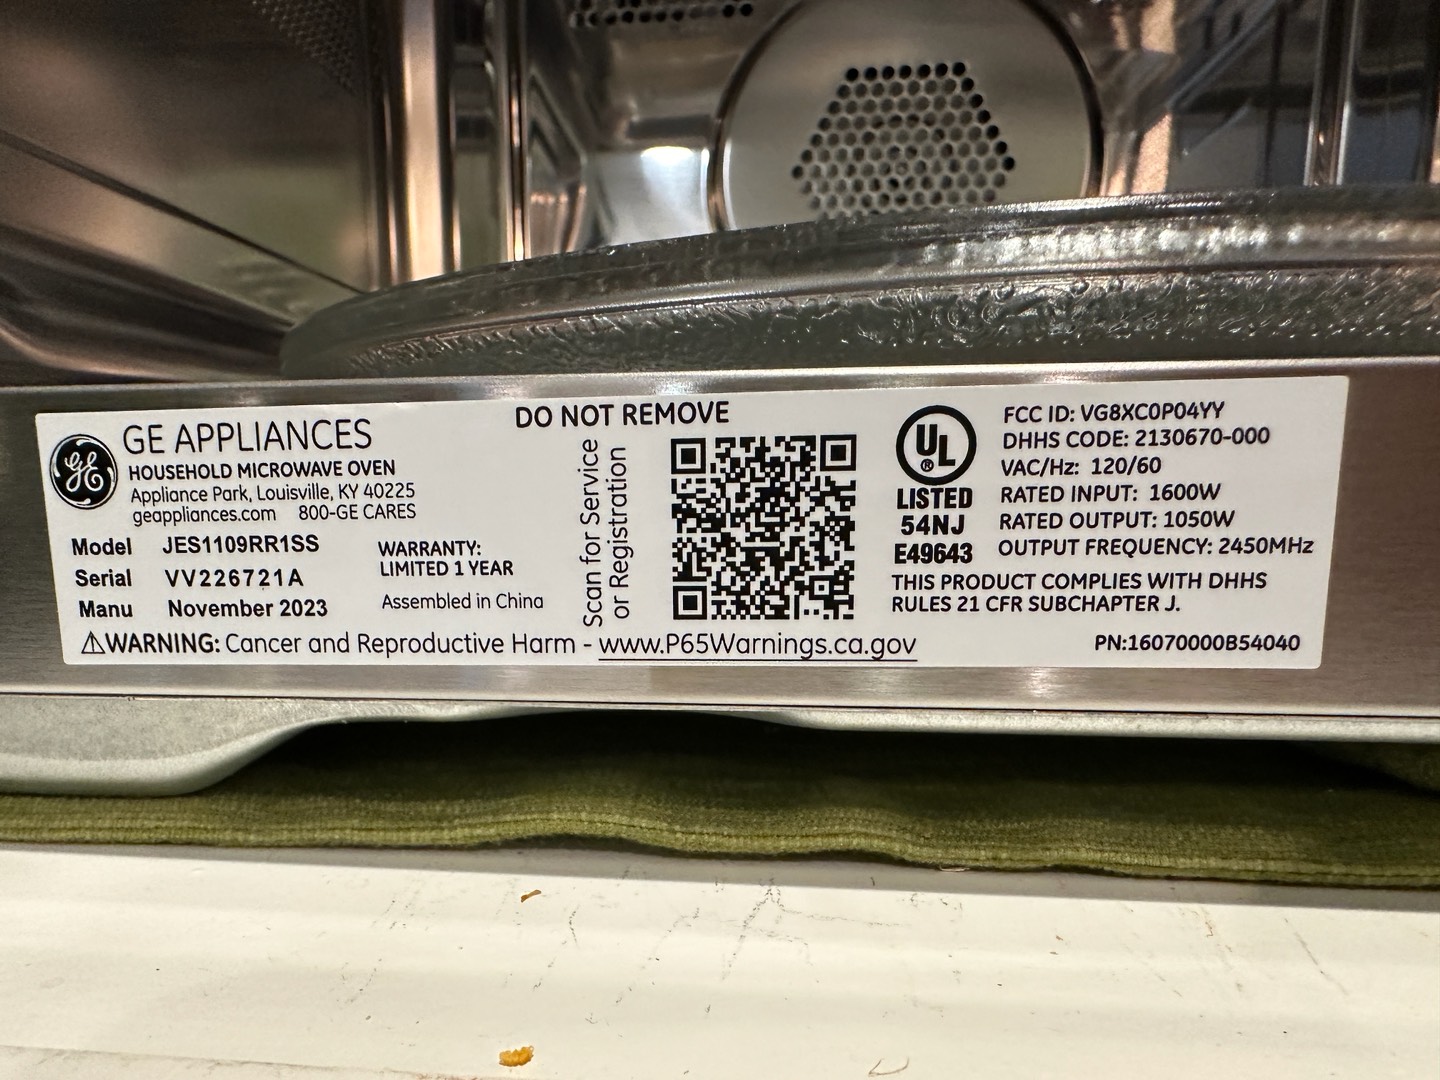 DO NOT REMOVE
GE
GE APPLIANCES
HOUSEHOLD MICROWAVE OVEN
Appliance Park, Louisville, KY 40225
geappliances.com 800-GE CARES
Model JES1109RR1SS
Serial VV226721A
Manu November 2023
WARRANTY:
LIMITED 1 YEAR
Assembled in China
Scan for Service
or Registration
UL
®
LISTED
54NJ
E49643
FCC ID: VG8XC0P04YY
DHHS CODE: 2130670-000
VAC/Hz: 120/60
RATED INPUT: 1600W
RATED OUTPUT: 1050W
OUTPUT FREQUENCY: 2450MHz
THIS PRODUCT COMPLIES WITH DHHS
RULES 21 CFR SUBCHAPTER J.
⚠WARNING: Cancer and Reproductive Harm - www.P65Warnings.ca.gov
PN:16070000B54040